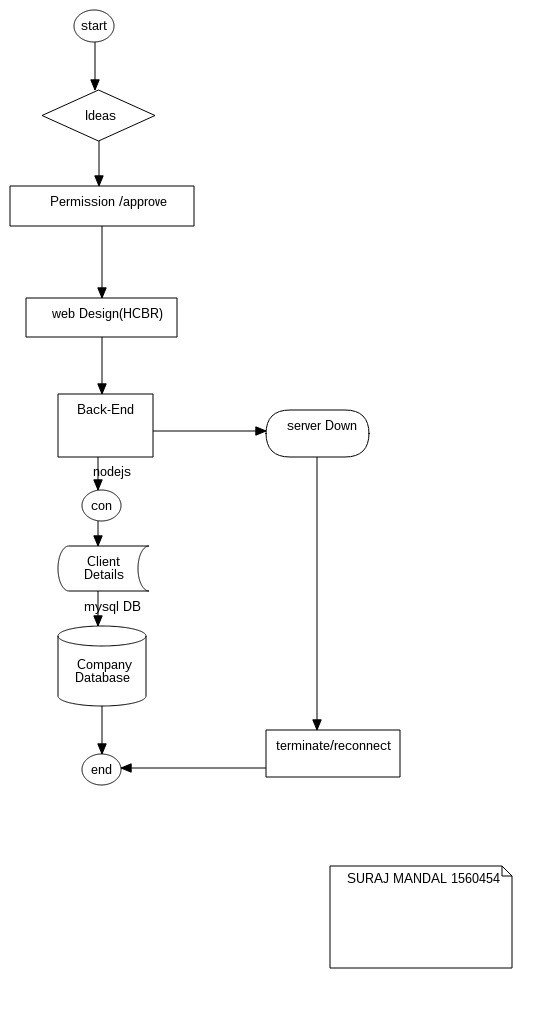 start
Ideas
Permission /approve
web Design(HCBR)
Back-End
server Down
nodejs
con
Client
Details
mysql DB
Company
Database
terminate/reconnect
end
SURAJ MANDAL 1560454